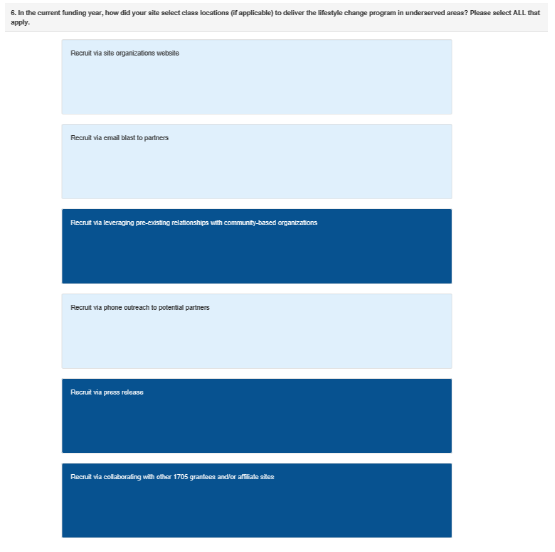 6. In the current funding year, how did your site select class locations (if applicable) to deliver the lifestyle change program in underserved areas? Please select ALL that
apply.
Recruit via site organizations website
Recruit via email blast to partners
Recruit via leveraging pre-existing relationships with community-based organizations
Recruit via phone outreach to potential partners
Recruit via press release
Recruit via collaborating with other 1705 grantees and/or affiliate sites